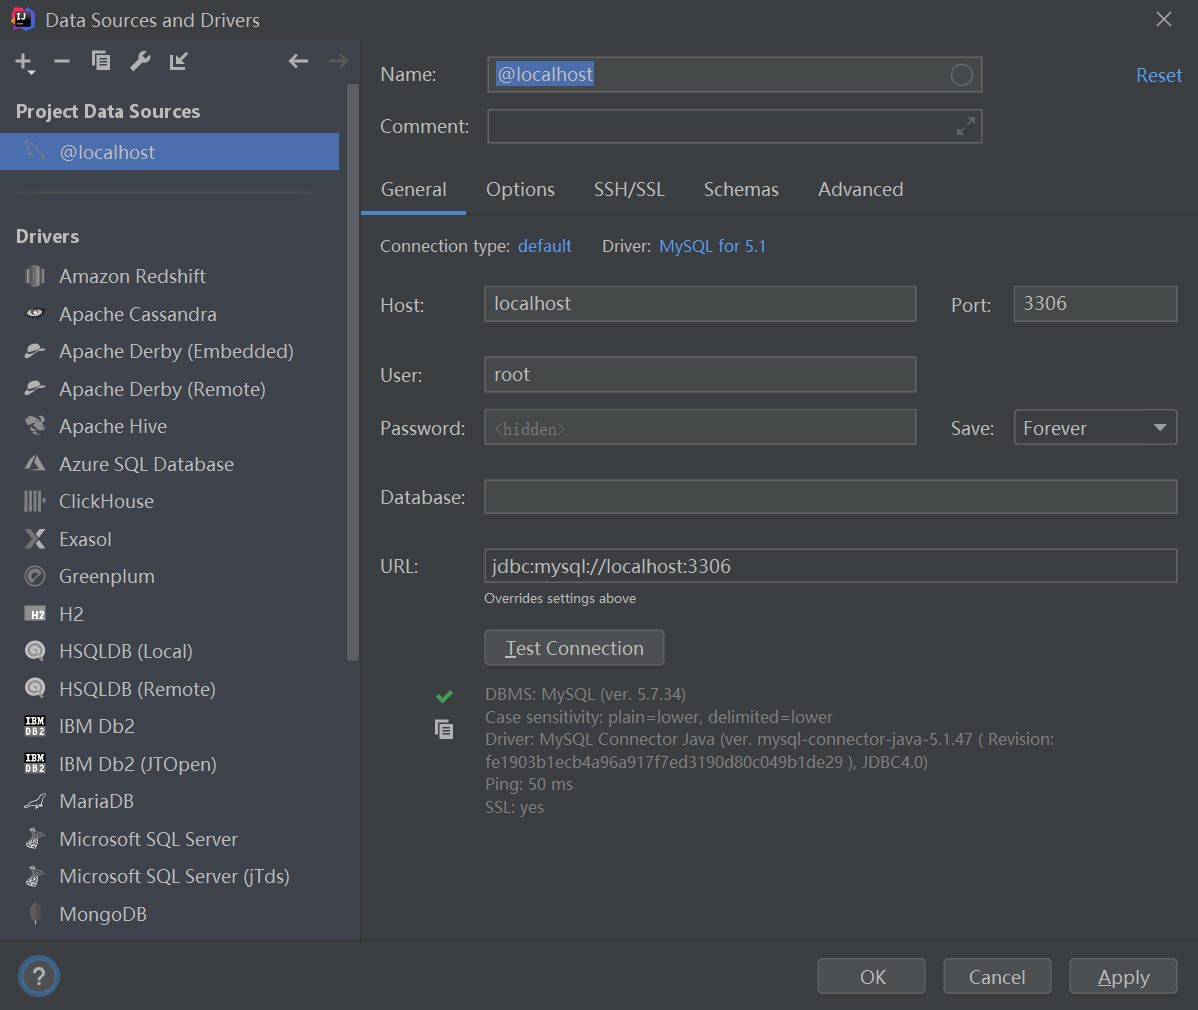 Data Sources and Drivers
Project Data Sources
@localhost
Drivers
Amazon Redshift
Apache Cassandra
Apache Derby (Embedded)
Apache Derby (Remote)
Apache Hive
Azure SQL Database
ClickHouse
Exasol
Greenplum
H2 H2
HSQLDB (Local)
HSQLDB (Remote)
IBM DB2 IBM Db2
IBM DB2 IBM Db2 (JTOpen)
MariaDB
Microsoft SQL Server
Microsoft SQL Server (jTds)
MongoDB
Name: @localhost Reset
Comment:
General Options SSH/SSL Schemas Advanced
Connection type: default Driver: MySQL for 5.1
Host: localhost Port: 3306
User: root
Password: <hidden> Save: Forever
Database:
URL: jdbc:mysql://localhost:3306
Overrides settings above
Test Connection
DBMS: MySQL (ver. 5.7.34)
Case sensitivity: plain=lower, delimited=lower
Driver: MySQL Connector Java (ver. mysql-connector-java-5.1.47 ( Revision:
fe1903b1ecb4a96a917f7ed3190d80c049b1de29 ), JDBC4.0)
Ping: 50 ms
SSL: yes
? OK Cancel Apply